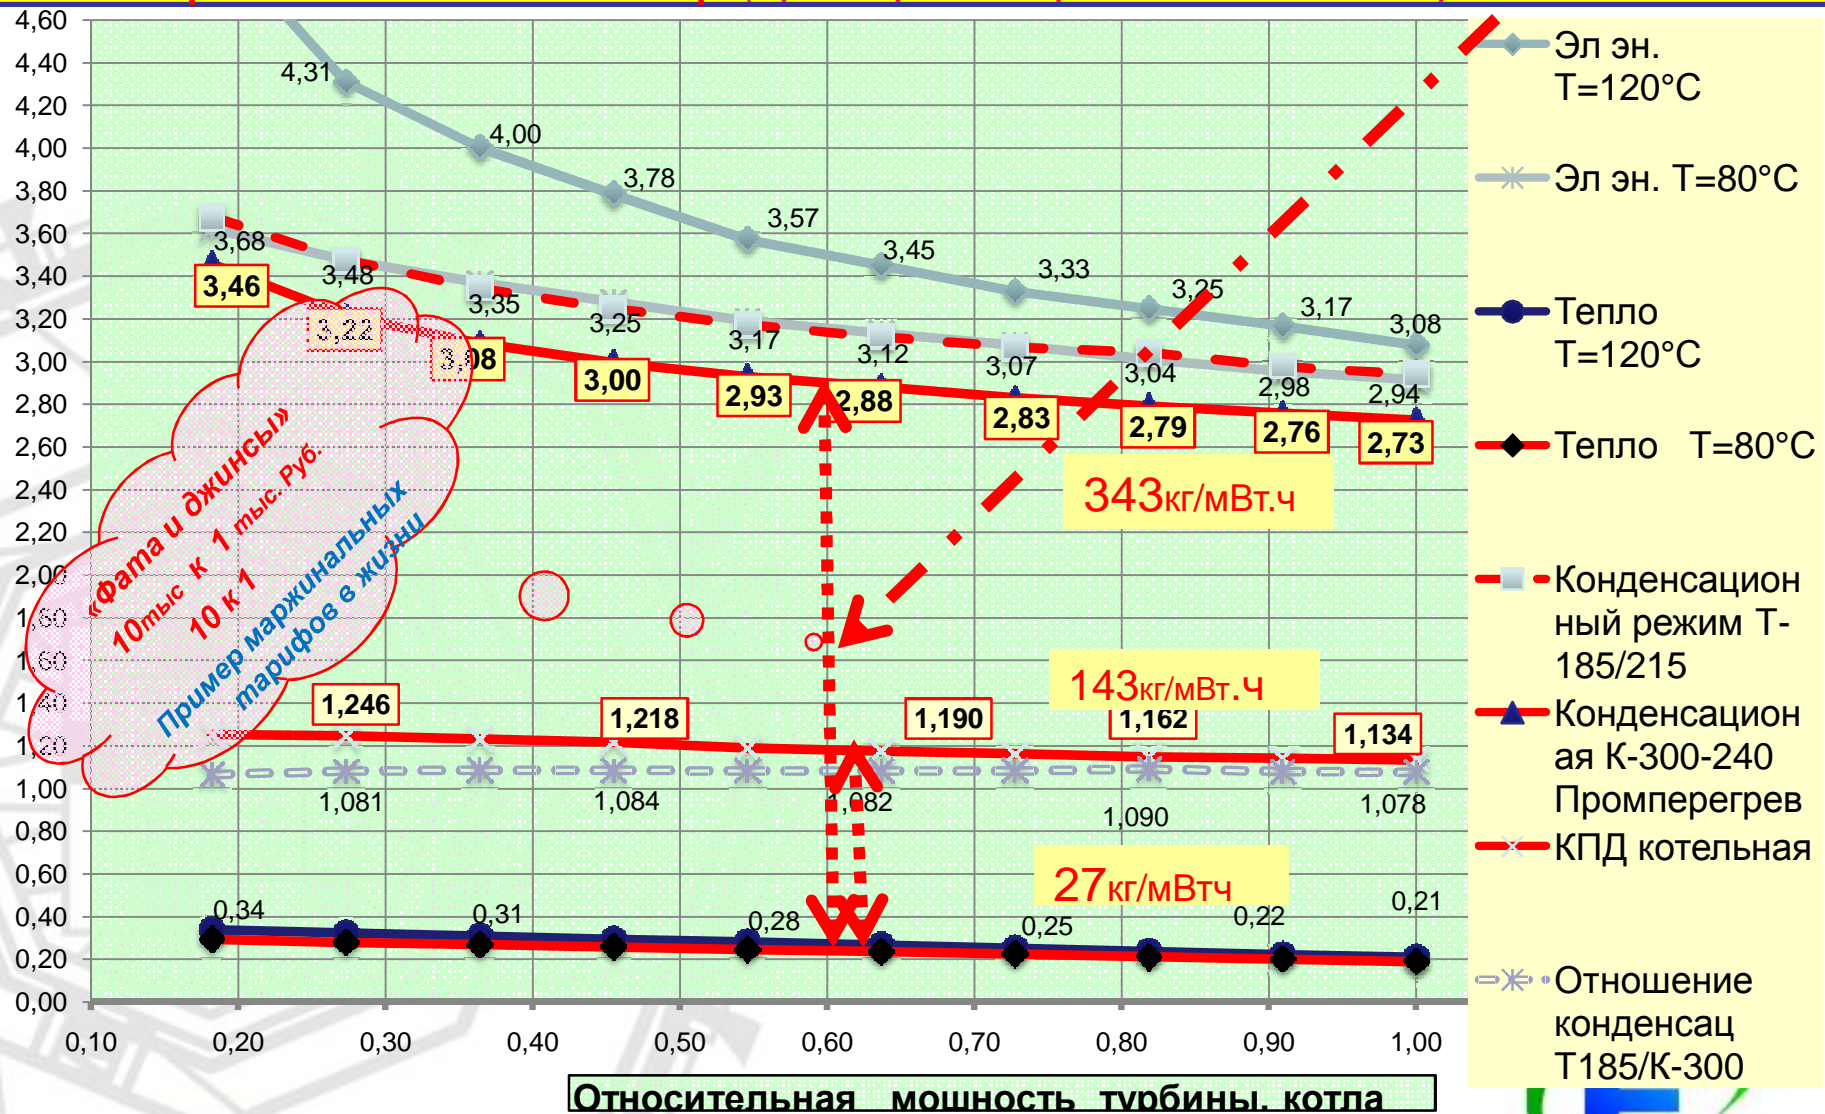 4,60
4,40
4,20
4,00
3,80
3,60
3,40
3,20
3,00
2,80
2,60
2,40
2,20
2,00
1,80
1,60
1,40
1,20
1,00
0,80
0,60
0,40
0,20
0,00
0,10 0,20 0,30 0,40 0,50 0,60 0,70 0,80 0,90 1,00
4,31
4,00
3,78
3,57
3,45
3,33
3,25
3,17
3,08
3,68
3,48
3,35
3,25
3,17
3,12
3,07
3,04
2,98
2,94
3,46
3,22
3,08
3,00
2,93
2,88
2,83
2,79
2,76
2,73
343кг/мВт.ч
143кг/мВт.ч
27кг/мВтч
«Фата и джинсы»
10тыс к 1 тыс. Руб.
10 к 1
Пример маржинальных
тарифов в жизни
1,246
1,218
1,190
1,162
1,134
1,081
1,084
1,082
1,090
1,078
0,34
0,31
0,28
0,25
0,22
0,21
Относительная мощность турбины, котла
Эл эн.
Т=120°С
Эл эн. Т=80°С
Тепло
Т=120°С
Тепло Т=80°С
Конденсацион
ный режим Т-
185/215
Конденсацион
ая К-300-240
Промперегрев
КПД котельная
Отношение
конденсац
Т185/К-300